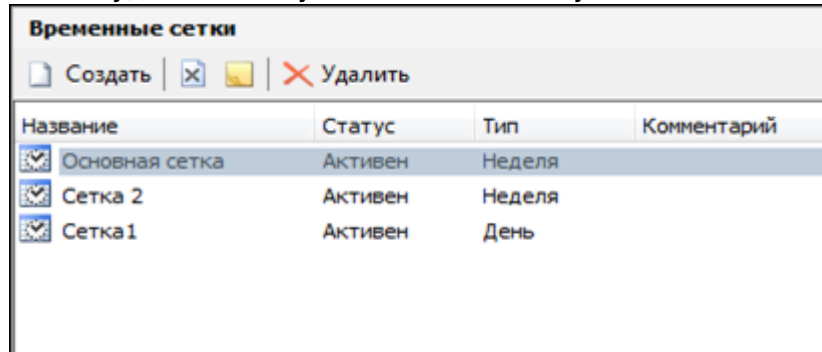 Временные сетки
Создать Удалить
Название Статус Тип Комментарий
Основная сетка Активен Неделя
Сетка 2 Активен Неделя
Сетка1 Активен День